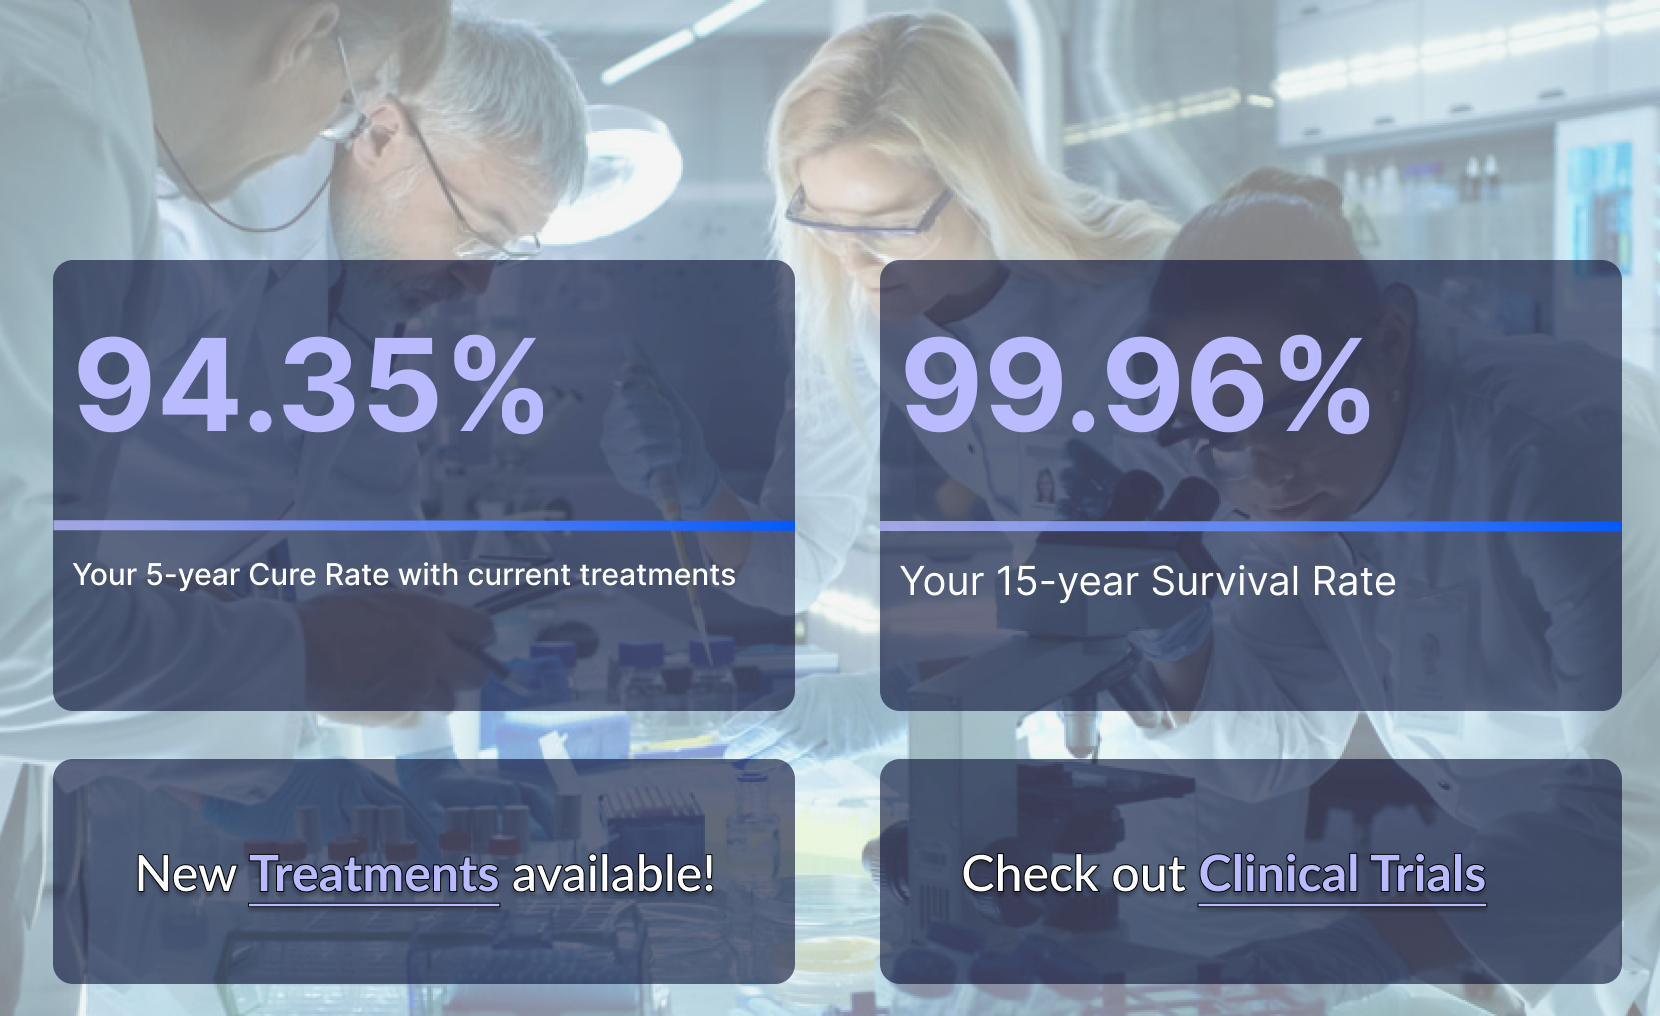 94.35%
99.96%
Your 5-year Cure Rate with current treatments
Your 15-year Survival Rate
New Treatments available!
Check out Clinical Trials